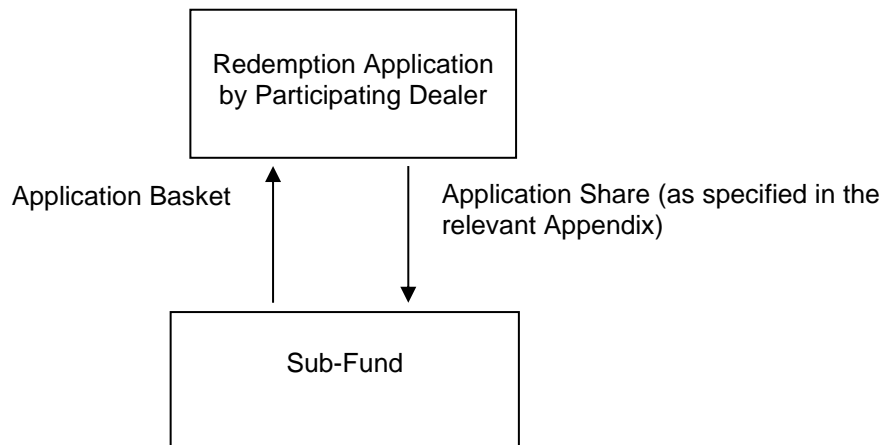 Redemption Application
by Participating Dealer
Application Basket
Application Share (as specified in the
relevant Appendix)
Sub-Fund